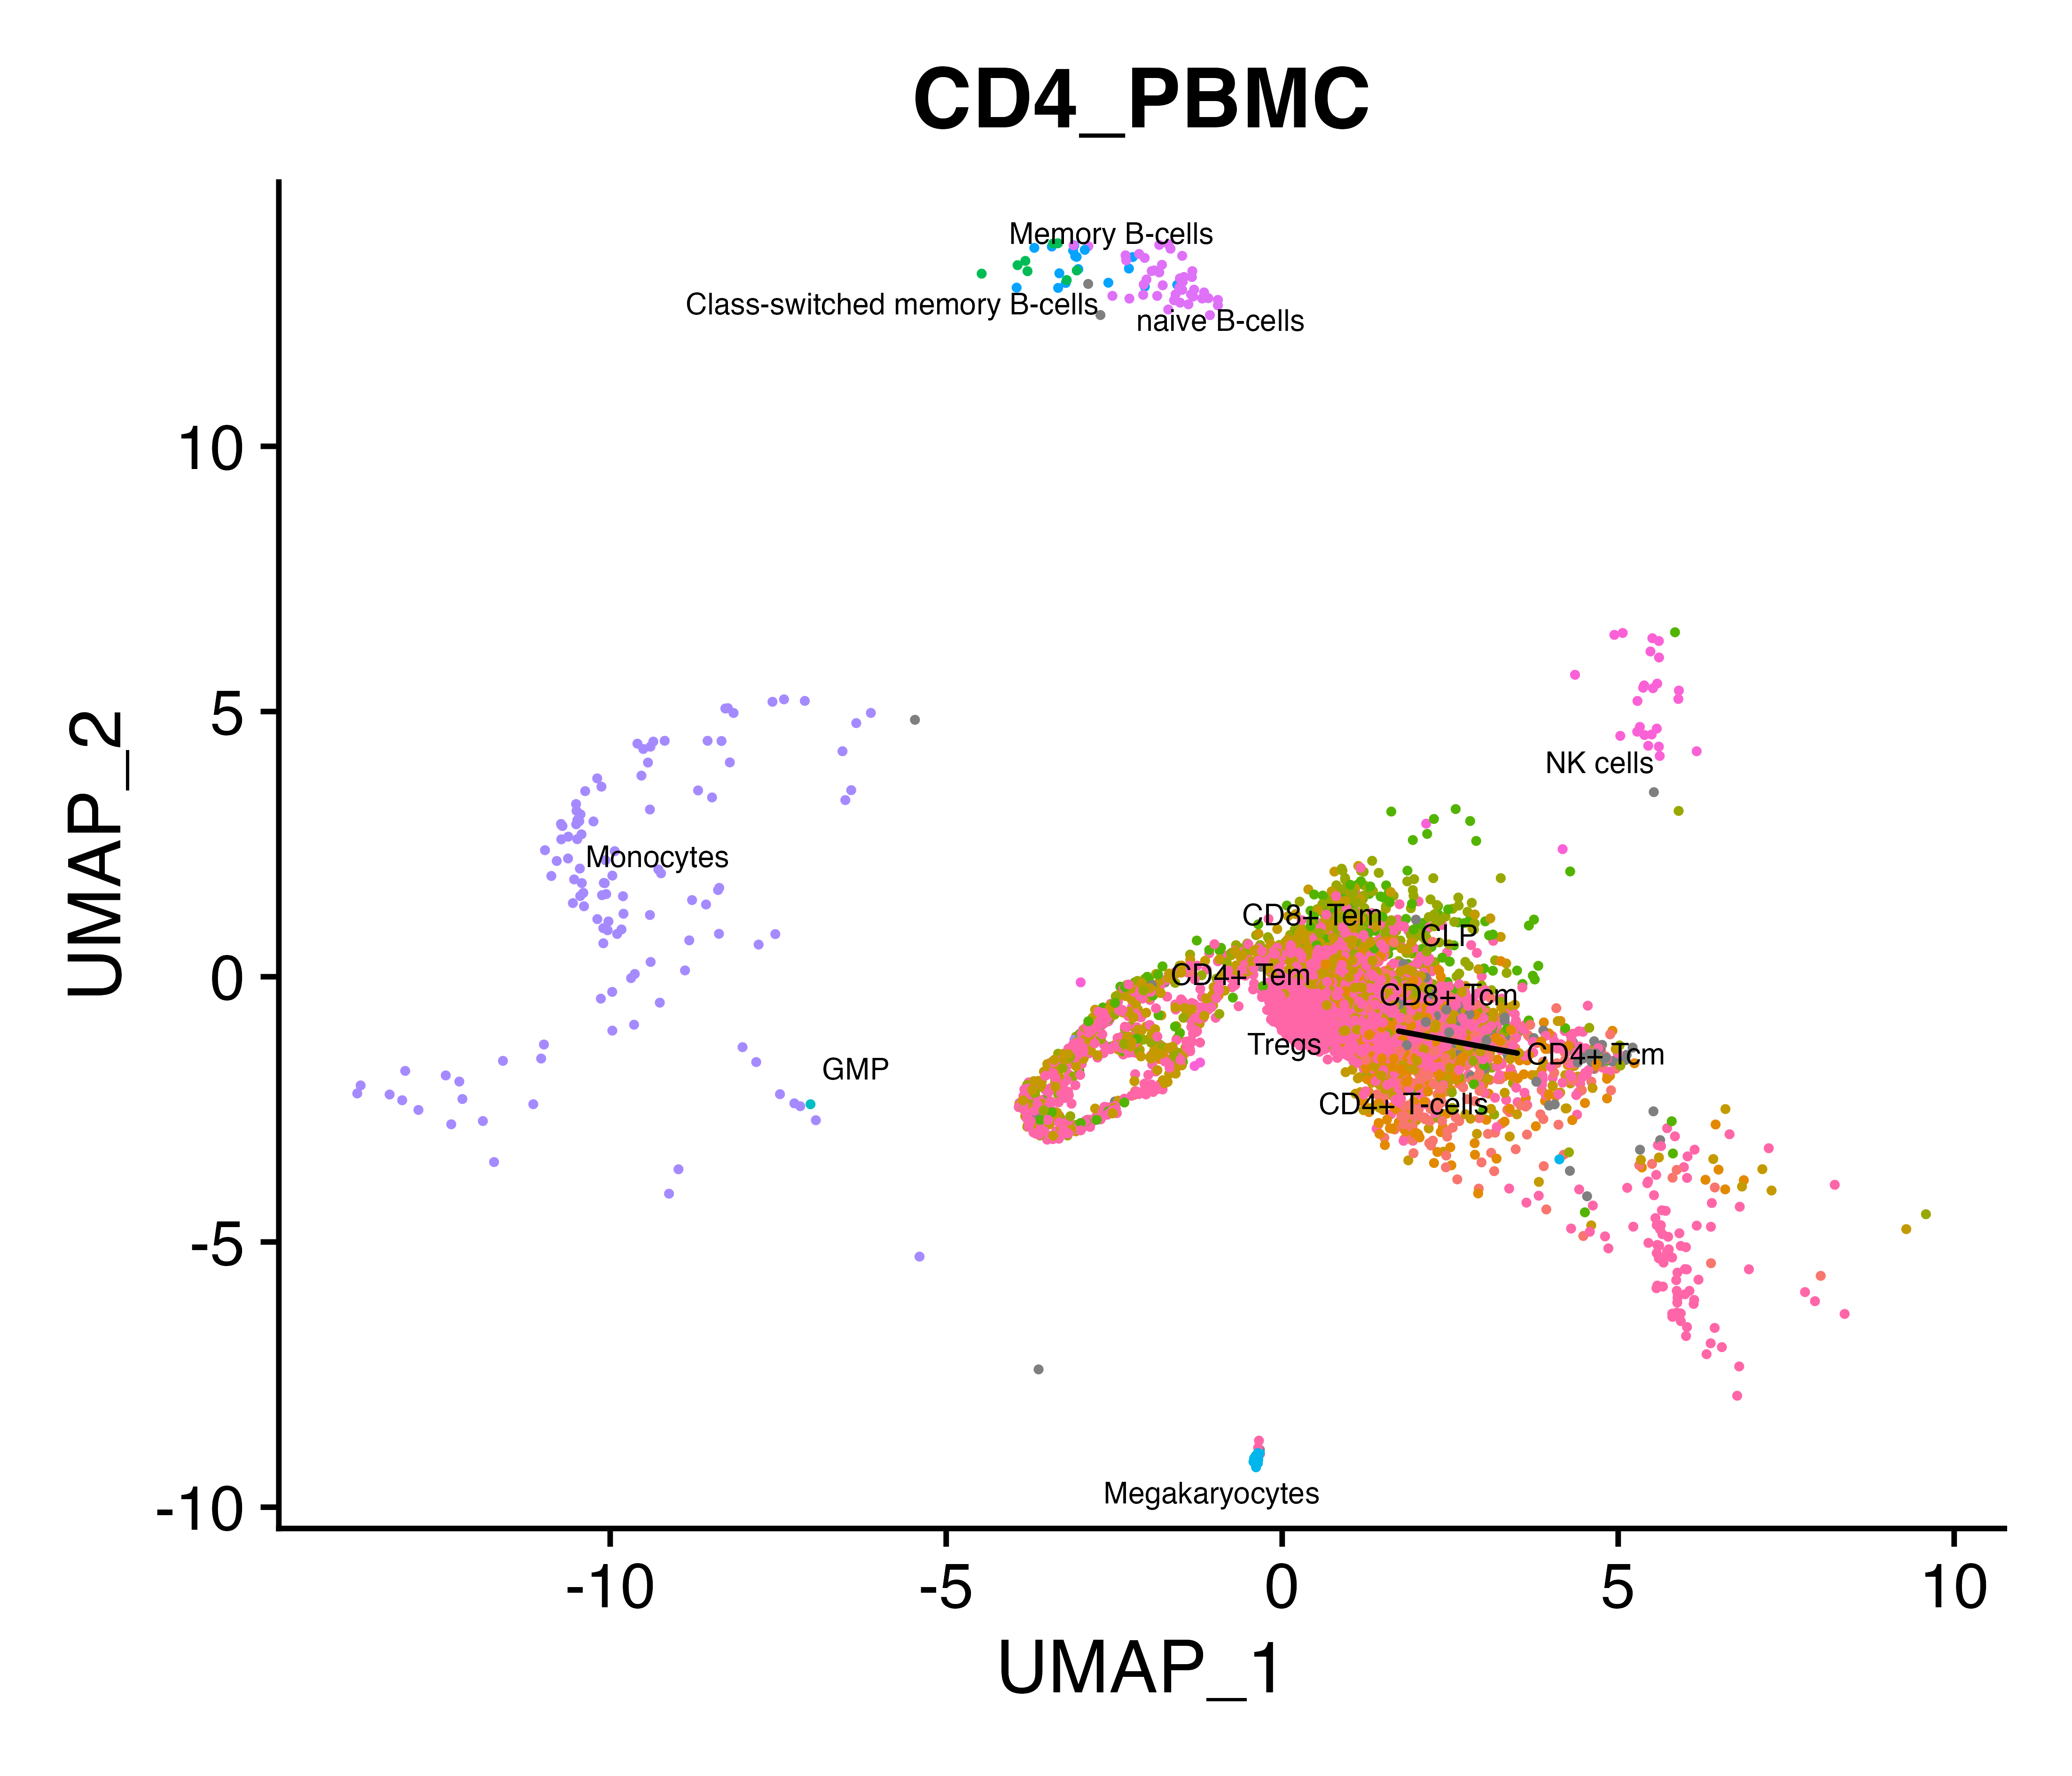 CD4_PBMC
Memory B-cells
Class-switched memory B-cells
naive B-cells
10
5
0
-5
-10
UMAP_2
NK cells
Monocytes
CD8+ Tem
CLP
CD4+ Tem
CD8+ Tcm
Tregs
CD4+ Tcm
GMP
CD4+ T-cells
Megakaryocytes
-10 -5 0 5 10
UMAP_1